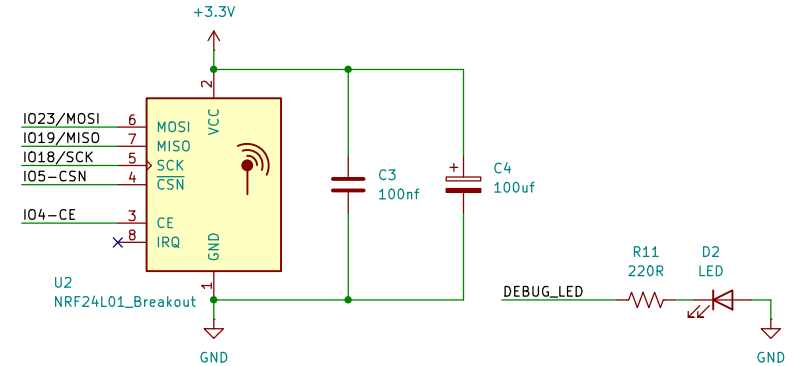 +3.3V
2
VCC
IO23/MOSI 6 MOSI
IO19/MISO 7 MISO
IO18/SCK 5 SCK
IO5-CSN 4 CSN
IO4-CE 3 CE
8 IRQ
GND
1
U2
NRF24L01_Breakout
GND
C3
100nf
+
C4
100uf
DEBUG_LED
R11
220R
D2
LED
GND